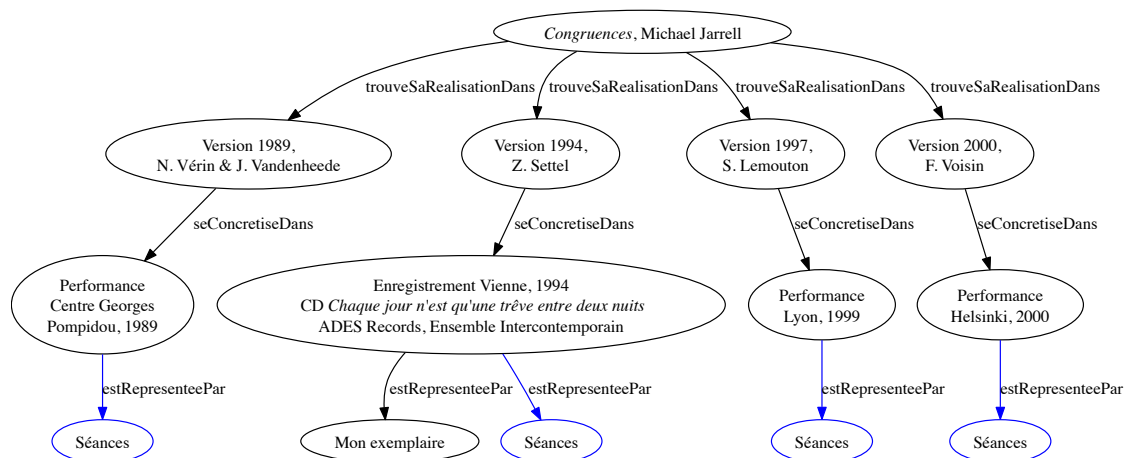 Congruences, Michael Jarrell
trouveSaRealisationDans
trouveSaRealisationDans
trouveSaRealisationDans
trouveSaRealisationDans
Version 1989,
N. Vérin & J. Vandenheede
Version 1994,
Z. Settel
Version 1997,
S. Lemouton
Version 2000,
F. Voisin
seConcretiseDans
seConcretiseDans
seConcretiseDans
seConcretiseDans
Performance
Centre Georges
Pompidou, 1989
Enregistrement Vienne, 1994
CD Chaque jour n'est qu'une trêve entre deux nuits
ADES Records, Ensemble Intercontemporain
Performance
Lyon, 1999
Performance
Helsinki, 2000
estRepresenteePar
estRepresenteePar
estRepresenteePar
estRepresenteePar
estRepresenteePar
Séances
Mon exemplaire
Séances
Séances
Séances